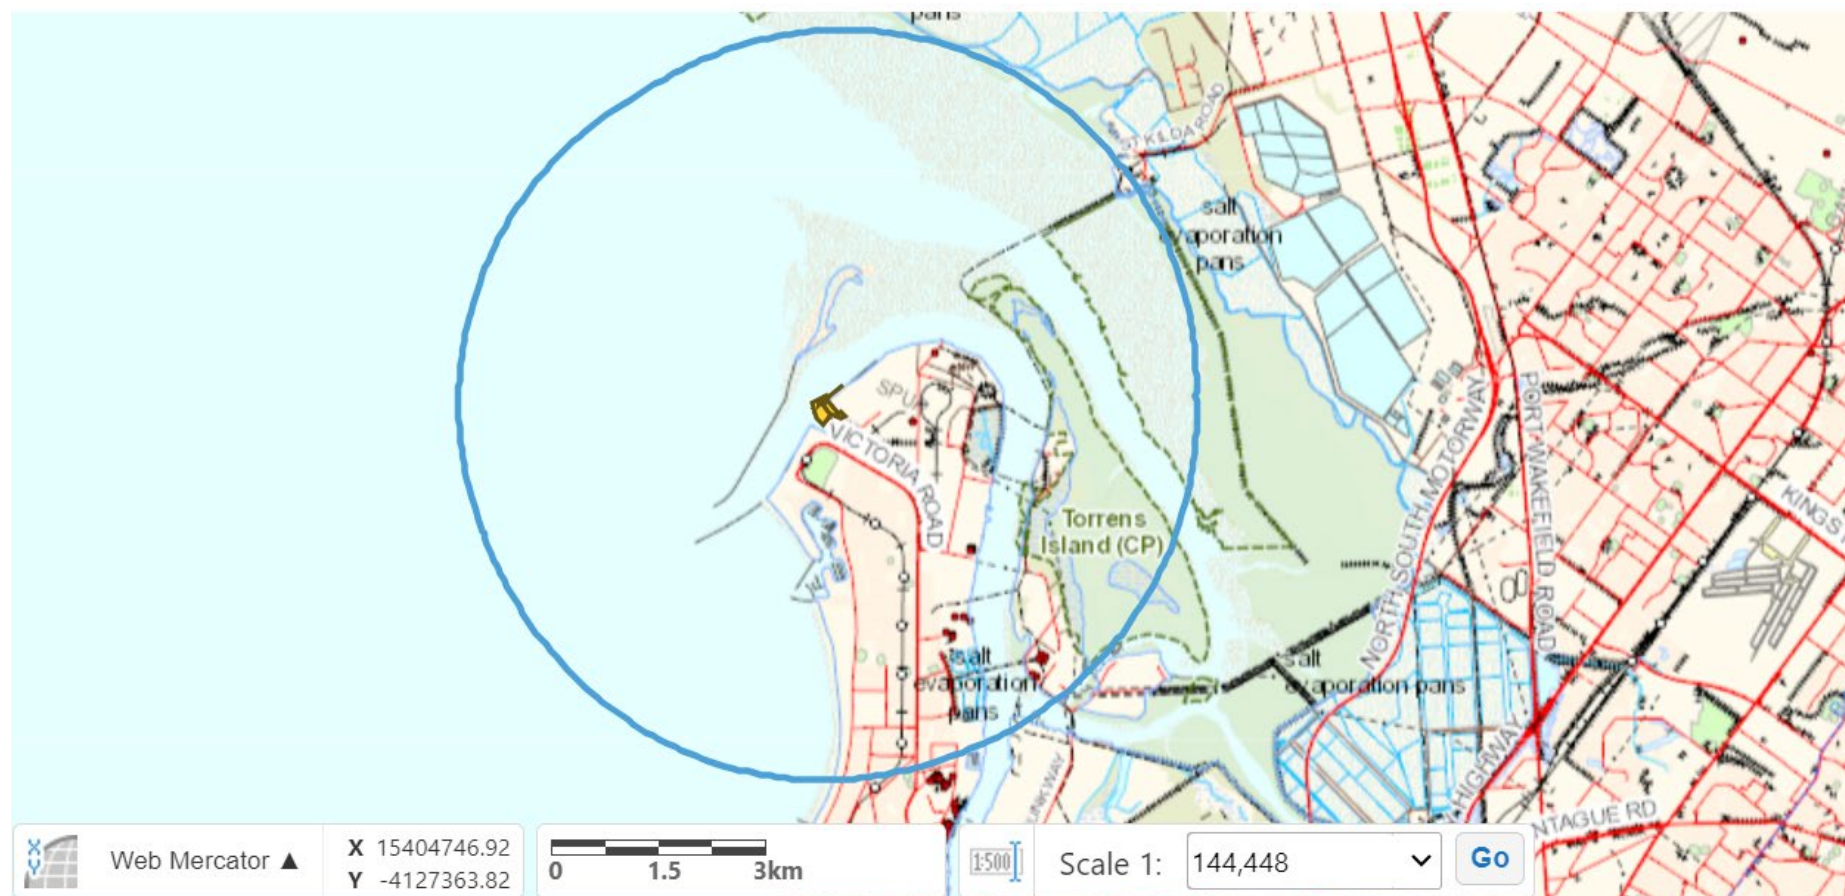 pans
ST KILDA ROAD
salt
evaporation
pans
SPUR
VICTORIA ROAD
Torrens
Island (CP)
NORTH SOUTH MOTORWAY
PORT WAKEFIELD ROAD
KINGS
salt
evaporation
pans
salt
evaporation pans
HIGHWAY
NTAGUE RD
Web Mercator ▲
X 15404746.92
Y -4127363.82
0 1.5 3km
1:500
Scale 1:
144,448
Go